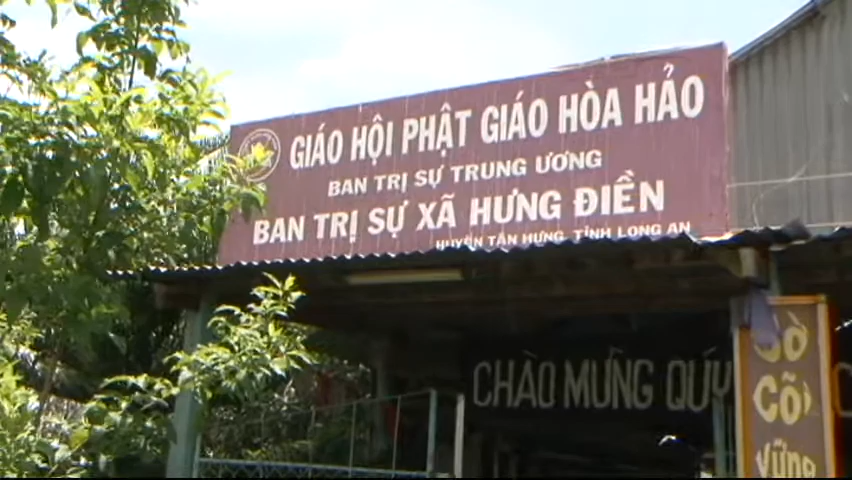 GIÁO HỘI PHẬT GIÁO HÒA HẢO
BAN TRỊ SỰ TRUNG ƯƠNG
BAN TRỊ SỰ XÃ HƯNG ĐIỀN
HUYỆN TÂN HƯNG, TỈNH LONG AN
CHÀO MỪNG QUÝ
CÕI
VỮNG